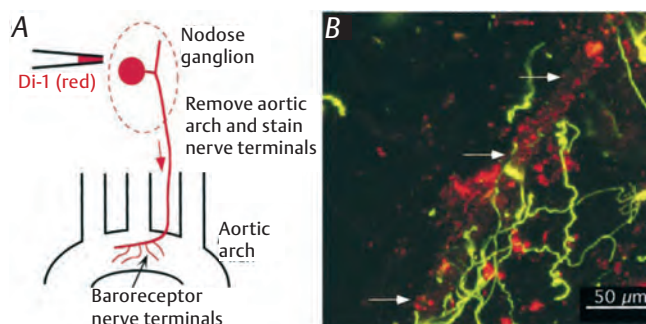 A
Nodose
ganglion
Di-1 (red)
Remove aortic
arch and stain
nerve terminals
Aortic
arch
Baroreceptor
nerve terminals
B
50 µm